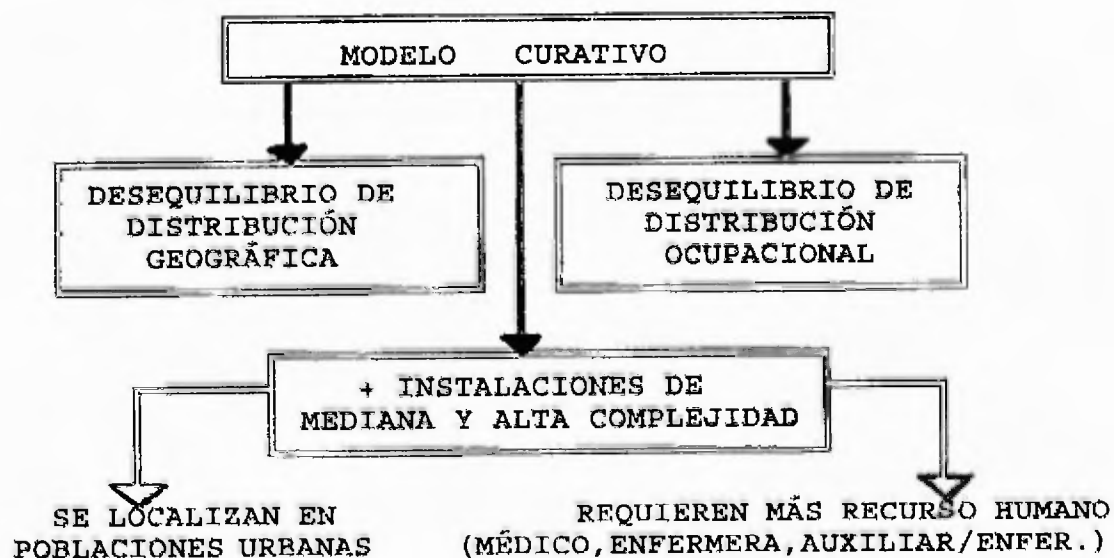 MODELO CURATIVO
DESEQUILIBRIO DE
DISTRIBUCIÓN
GEOGRÁFICA
DESEQUILIBRIO DE
DISTRIBUCIÓN
OCUPACIONAL
+ INSTALACIONES DE
MEDIANA Y ALTA COMPLEJIDAD
SE LOCALIZAN EN
POBLACIONES URBANAS
REQUIEREN MÁS RECURSO HUMANO
(MÉDICO,ENFERMERA,AUXILIAR/ENFER.)